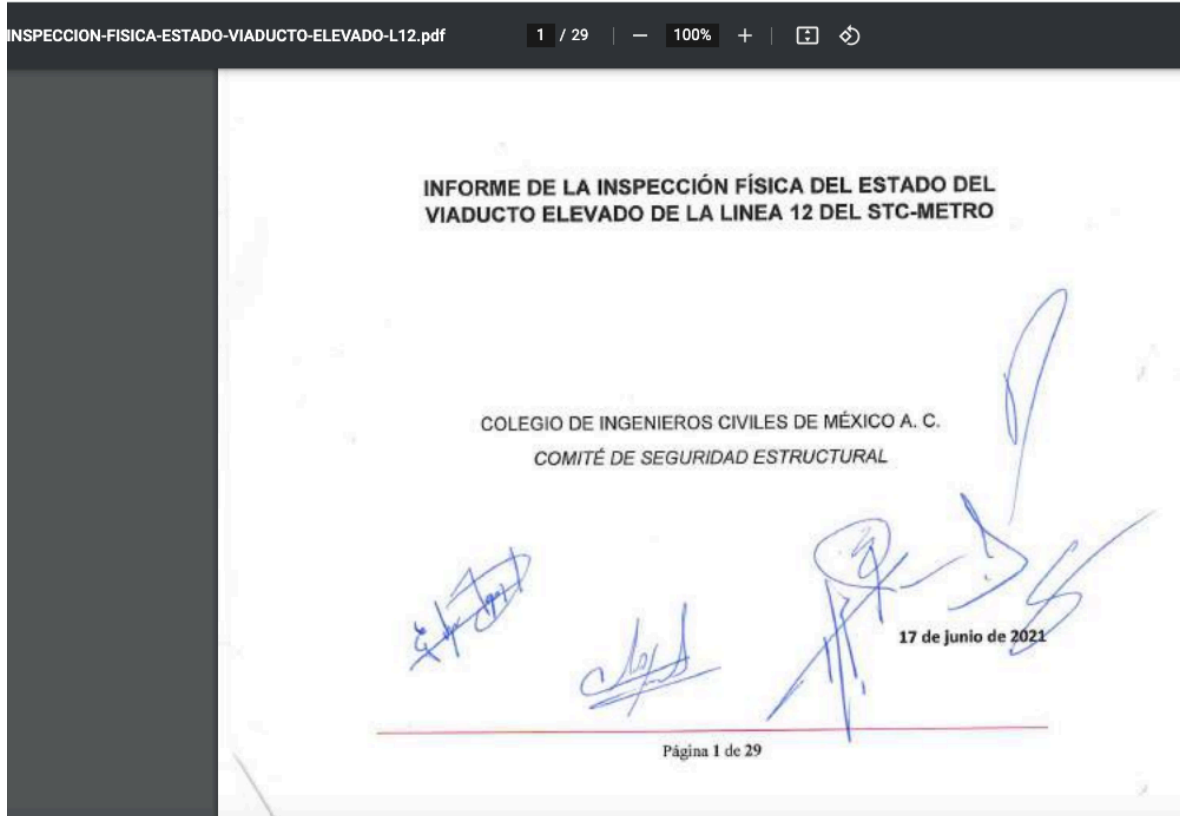 INSPECCION-FISICA-ESTADO-VIADUCTO-ELEVADO-L12.pdf 1 / 29 100%
INFORME DE LA INSPECCIÓN FÍSICA DEL ESTADO DEL
VIADUCTO ELEVADO DE LA LINEA 12 DEL STC-METRO
COLEGIO DE INGENIEROS CIVILES DE MÉXICO A. C.
COMITÉ DE SEGURIDAD ESTRUCTURAL
17 de junio de 2021
Página 1 de 29